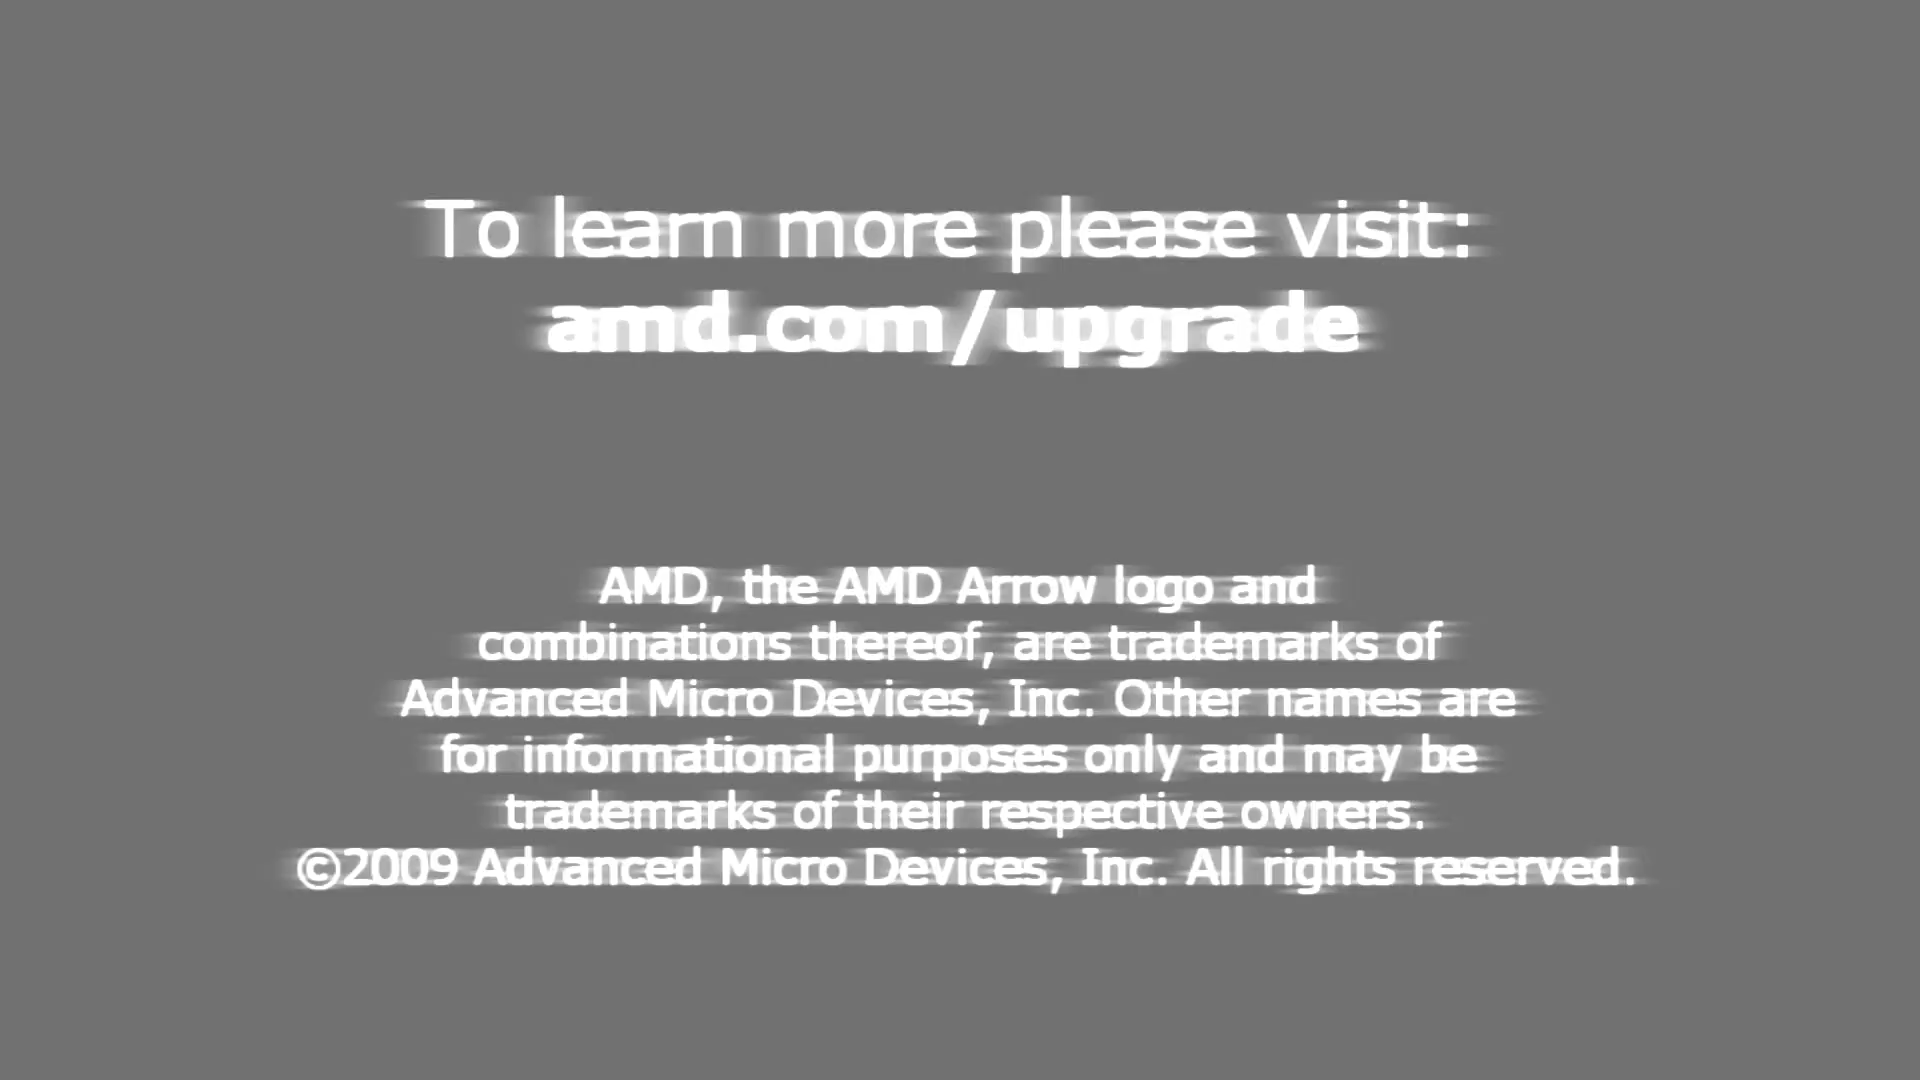 To learn more please visit:
amd.com/upgrade
AMD, the AMD Arrow logo and
combinations thereof, are trademarks of
Advanced Micro Devices, Inc. Other names are
for informational purposes only and may be
trademarks of their respective owners.
©2009 Advanced Micro Devices, Inc. All rights reserved.